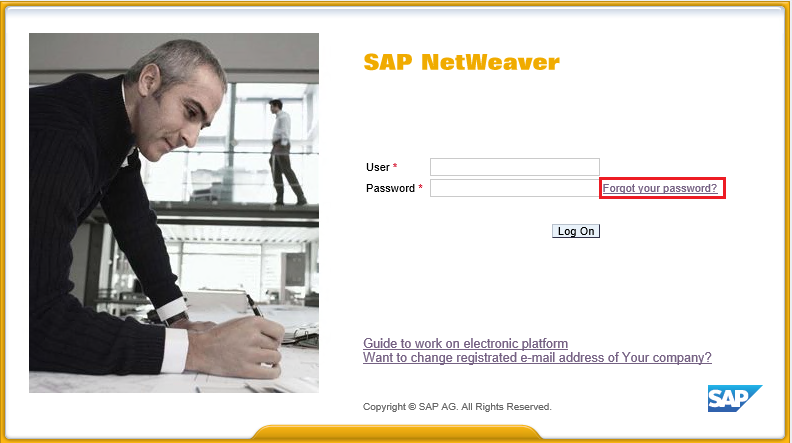 SAP NetWeaver
User *
Password *
Forgot your password?
Log On
Guide to work on electronic platform
Want to change registrated e-mail address of Your company?
SAP
Copyright © SAP AG. All Rights Reserved.